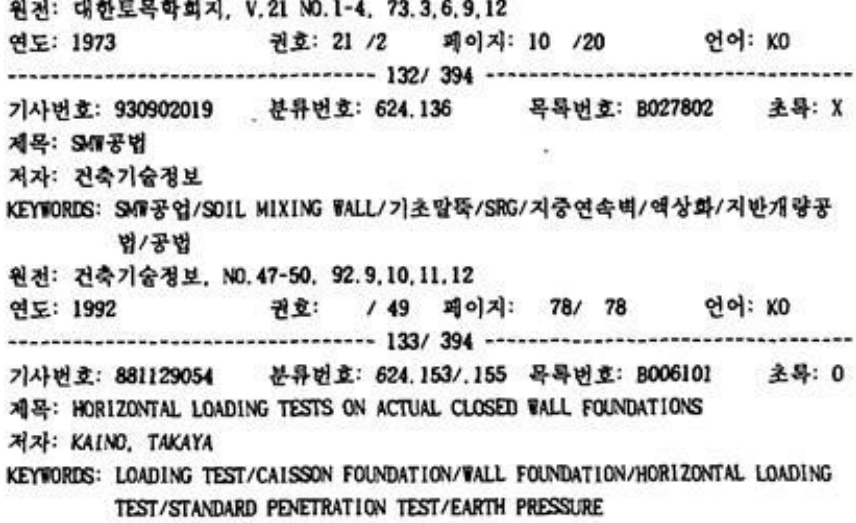 원전: 대한토목학회지, V.21 NO.1-4, 73.3,6,9,12
연도: 1973 권호: 21 /2 페이지: 10 /20 언어: KO
--------------------------------- 132/ 394 ---------------------------------
기사번호: 930902019 분류번호: 624.136 목록번호: B027802 초록: X
제목: SMW공법
저자: 건축기술정보
KEYWORDS: SMW공업/SOIL MIXING WALL/기초말뚝/SRG/지중연속벽/액상화/지반개량공
법/공법
원전: 건축기술정보, NO.47-50, 92.9,10,11,12
연도: 1992 권호: / 49 페이지: 78/ 78 언어: KO
--------------------------------- 133/ 394 ---------------------------------
기사번호: 881129054 분류번호: 624.153/.155 목록번호: B006101 초록: O
제목: HORIZONTAL LOADING TESTS ON ACTUAL CLOSED WALL FOUNDATIONS
저자: KAINO, TAKAYA
KEYWORDS: LOADING TEST/CAISSON FOUNDATION/WALL FOUNDATION/HORIZONTAL LOADING
TEST/STANDARD PENETRATION TEST/EARTH PRESSURE